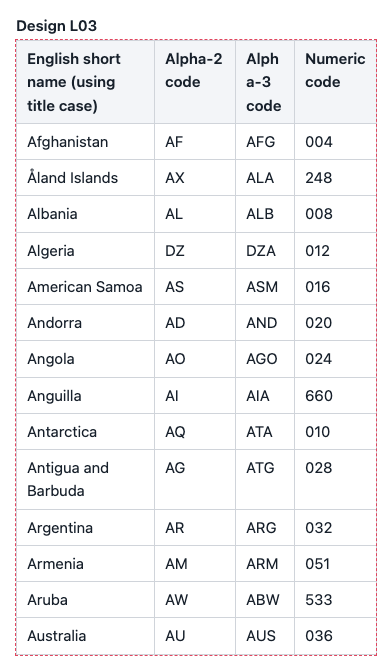 Design L03
English short name (using title case) Alpha-2 code Alph a-3 code Numeric code
Afghanistan AF AFG 004
Åland Islands AX ALA 248
Albania AL ALB 008
Algeria DZ DZA 012
American Samoa AS ASM 016
Andorra AD AND 020
Angola AO AGO 024
Anguilla AI AIA 660
Antarctica AQ ATA 010
Antigua and Barbuda AG ATG 028
Argentina AR ARG 032
Armenia AM ARM 051
Aruba AW ABW 533
Australia AU AUS 036